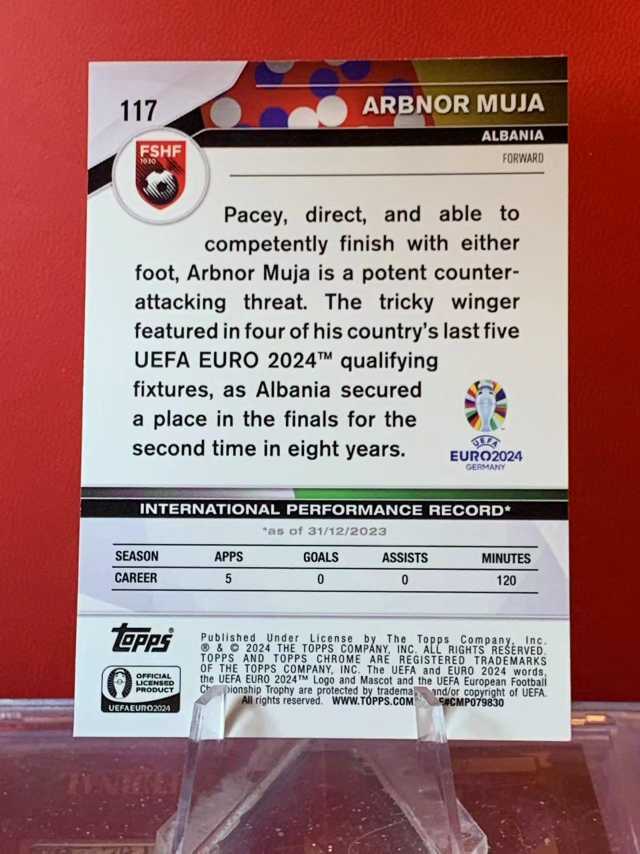 117
ARBNOR MUJA
ALBANIA
FORWARD
FSHF
1930
Pacey, direct, and able to
competently finish with either
foot, Arbnor Muja is a potent counter-
attacking threat. The tricky winger
featured in four of his country's last five
UEFA EURO 2024™ qualifying
fixtures, as Albania secured
a place in the finals for the
second time in eight years.
UEFA
EURO2024
GERMANY
INTERNATIONAL PERFORMANCE RECORD*
*as of 31/12/2023
SEASON APPS GOALS ASSISTS MINUTES
CAREER 5 0 0 120
Topps
OFFICIAL
LICENSED
PRODUCT
UEFAEURO2024
Published Under License by The Topps Company, Inc.
® & © 2024 THE TOPPS COMPANY, INC. ALL RIGHTS RESERVED.
TOPPS AND TOPPS CHROME ARE REGISTERED TRADEMARKS
OF THE TOPPS COMPANY, INC. The UEFA and EURO 2024 words,
the UEFA EURO 2024™ Logo and Mascot and the UEFA European Football
Championship Trophy are protected by trademark and/or copyright of UEFA.
All rights reserved. WWW.TOPPS.COM #CMP079830